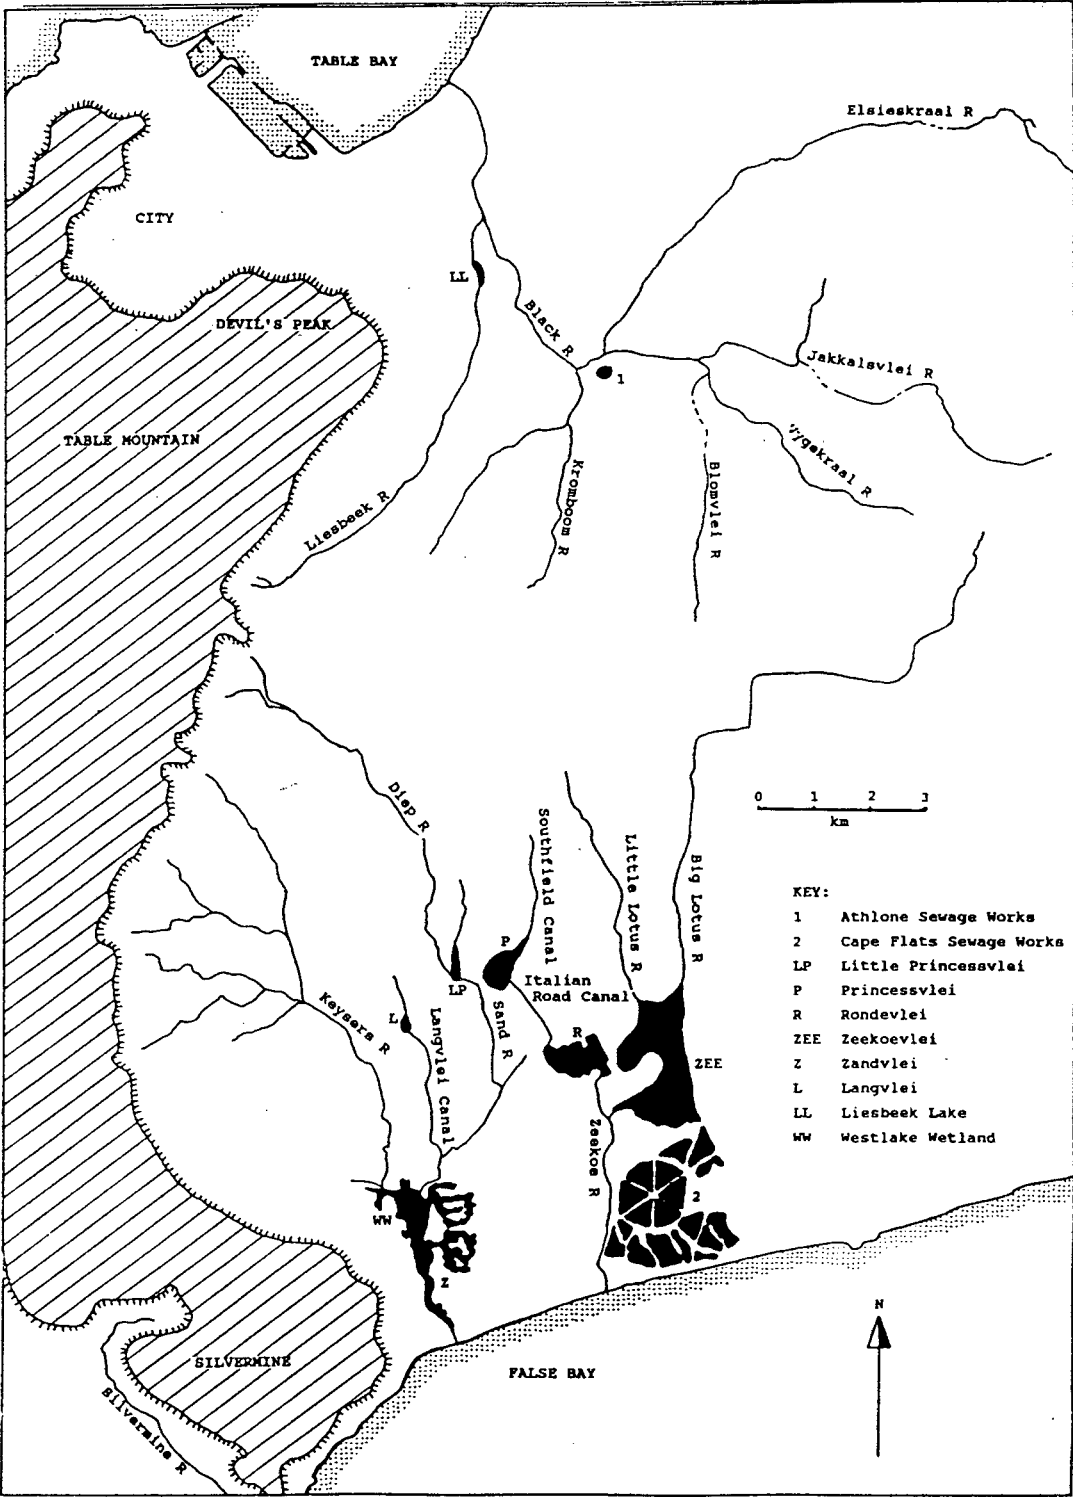 TABLE BAY
Elsieskraal R
CITY
LL
DEVIL'S PEAK
Black R
1
Jakkalsvlei R
TABLE MOUNTAIN
Vygekraal R
Liesbeek R
Kromboom R
Blomvlei R
0 1 2 3
km
Diep R
Southfield Canal
Little Lotus R
Big Lotus R
KEY:
1 Athlone Sewage Works
2 Cape Flats Sewage Works
LP Little Princessvlei
P Princessvlei
R Rondevlei
ZEE Zeekoevlei
Z Zandvlei
L Langvlei
LL Liesbeek Lake
WW Westlake Wetland
P
LP
Italian
Road Canal
Keysers R
L
Langvlei Canal
Sand R
R
ZEE
Zeekoe R
2
WW
Z
N
SILVERMINE
FALSE BAY
Silvermine R